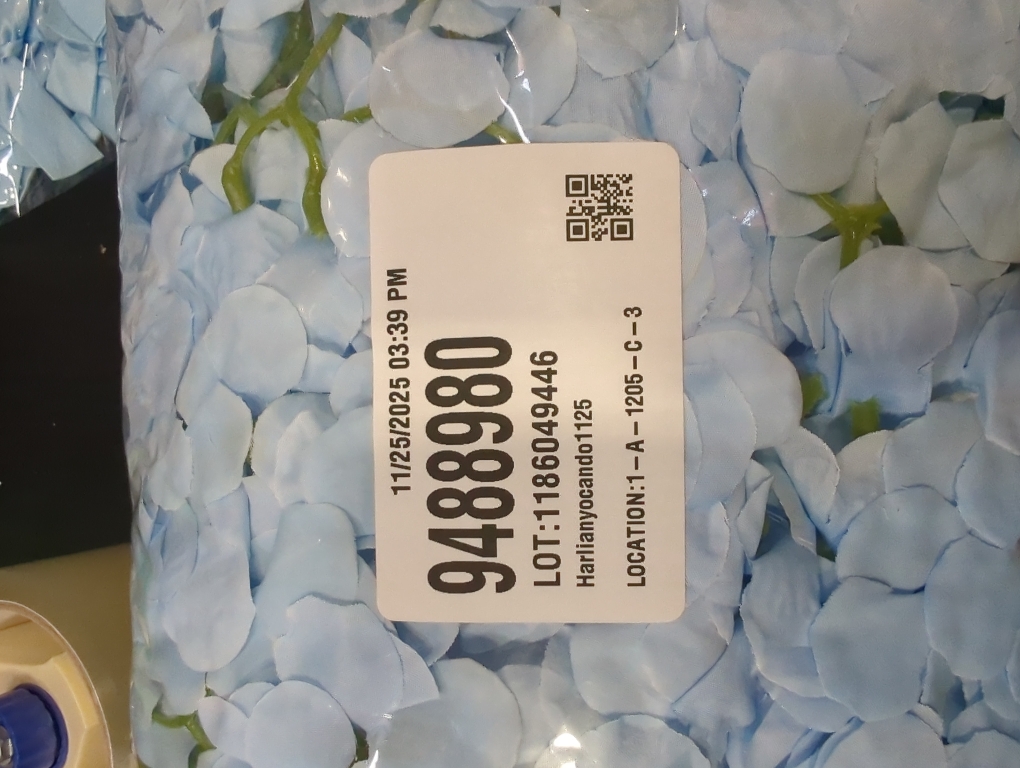 11/25/2025 03:39 PM
9488980
LOT:1186049446
Harlianyocando1125
LOCATION:1-A-1205-C-3